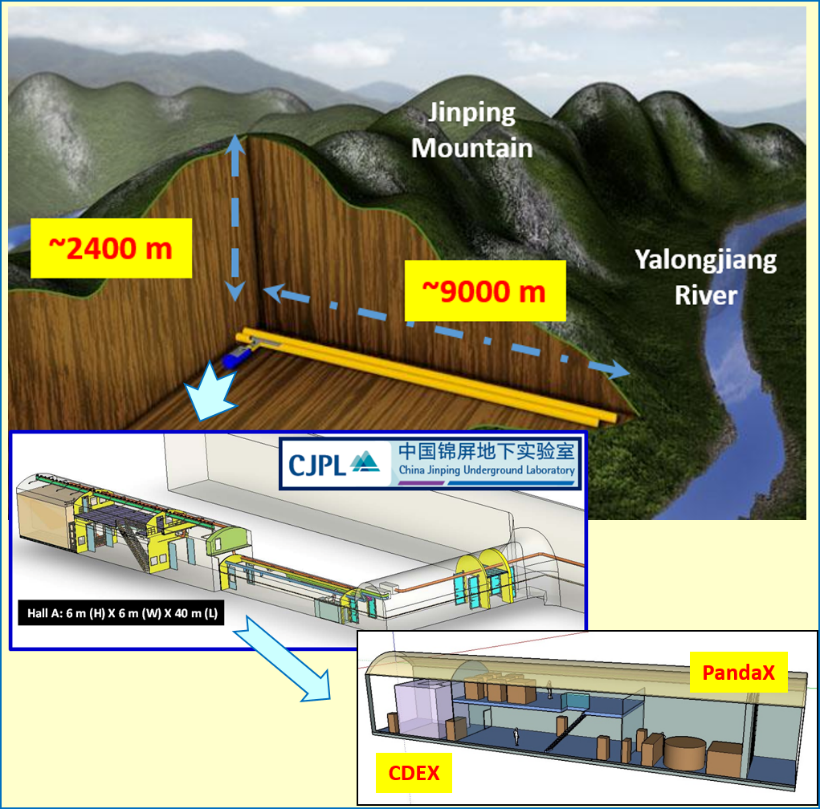 Jinping
Mountain
~2400 m
Yalongjiang
River
~9000 m
CJPL
中国锦屏地下实验室
China Jinping Underground Laboratory
Hall A: 6 m (H) X 6 m (W) X 40 m (L)
PandaX
CDEX